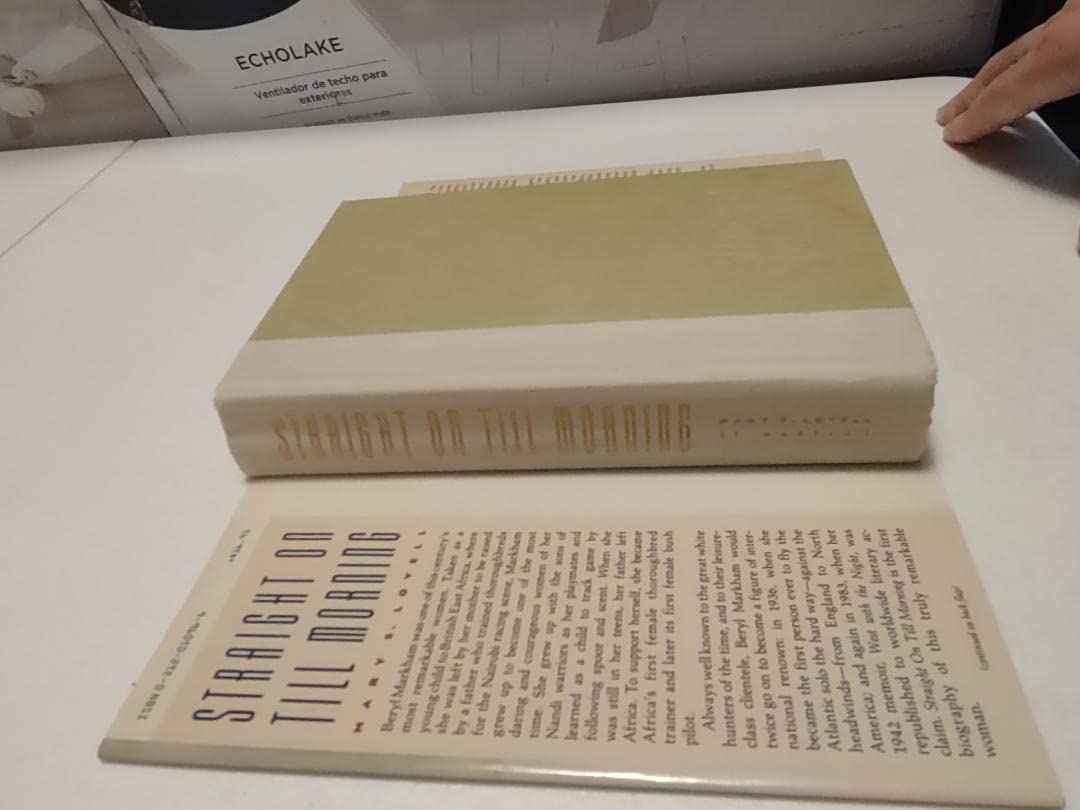 ECHOLAKE
Ventilador de techo para
exteriores
STRAIGHT ON TILL MORNING
MARY S. LOVELL
ST. MARTIN'S
STRAIGHT ON
TILL MORNING
MARY S. LOVELL
Beryl Markham was one of this century's
most remarkable women. Taken as a
young child to British East Africa, where
she was left by her mother to be raised
by a father who trained thoroughbreds
for the Nairobi racing scene, Markham
grew up to become one of the most
daring and courageous women of her
time. She grew up with the sons of
Nandi warriors as her playmates and
learned as a child to track game by
following spoor and scent. When she
was still in her teens, her father left
Africa. To support herself, she became
Africa's first female thoroughbred
trainer and later its first female bush
pilot.
Always well known to the great white
hunters of the time, and to their leisure-
class clientele, Beryl Markham would
twice go on to become a figure of inter-
national renown: in 1936, when she
became the first person ever to fly the
Atlantic solo the hard way—against the
headwinds—from England to North
America; and again in 1983, when her
1942 memoir, West with the Night, was
republished to worldwide literary ac-
claim. Straight On Till Morning is the first
biography of this truly remarkable
woman.
(continued on back flap)